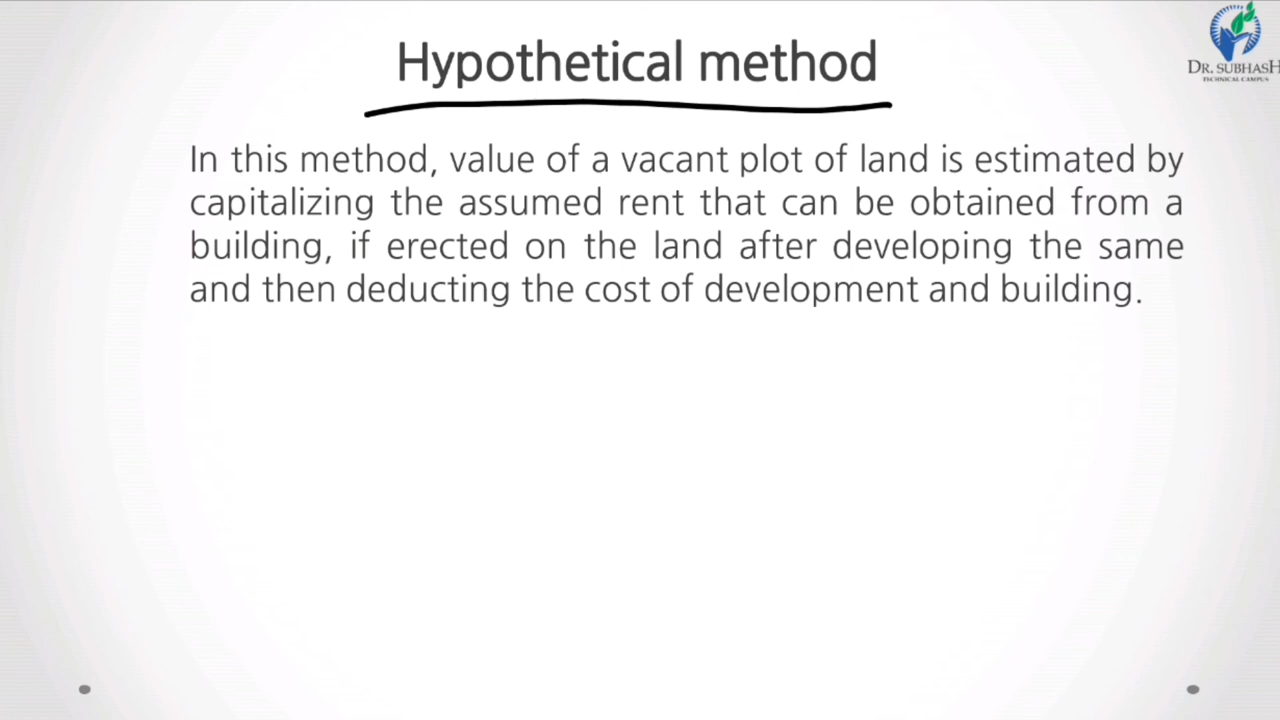 Hypothetical method
DR. SUBHASH
TECHNICAL CAMPUS
In this method, value of a vacant plot of land is estimated by
capitalizing the assumed rent that can be obtained from a
building, if erected on the land after developing the same
and then deducting the cost of development and building.